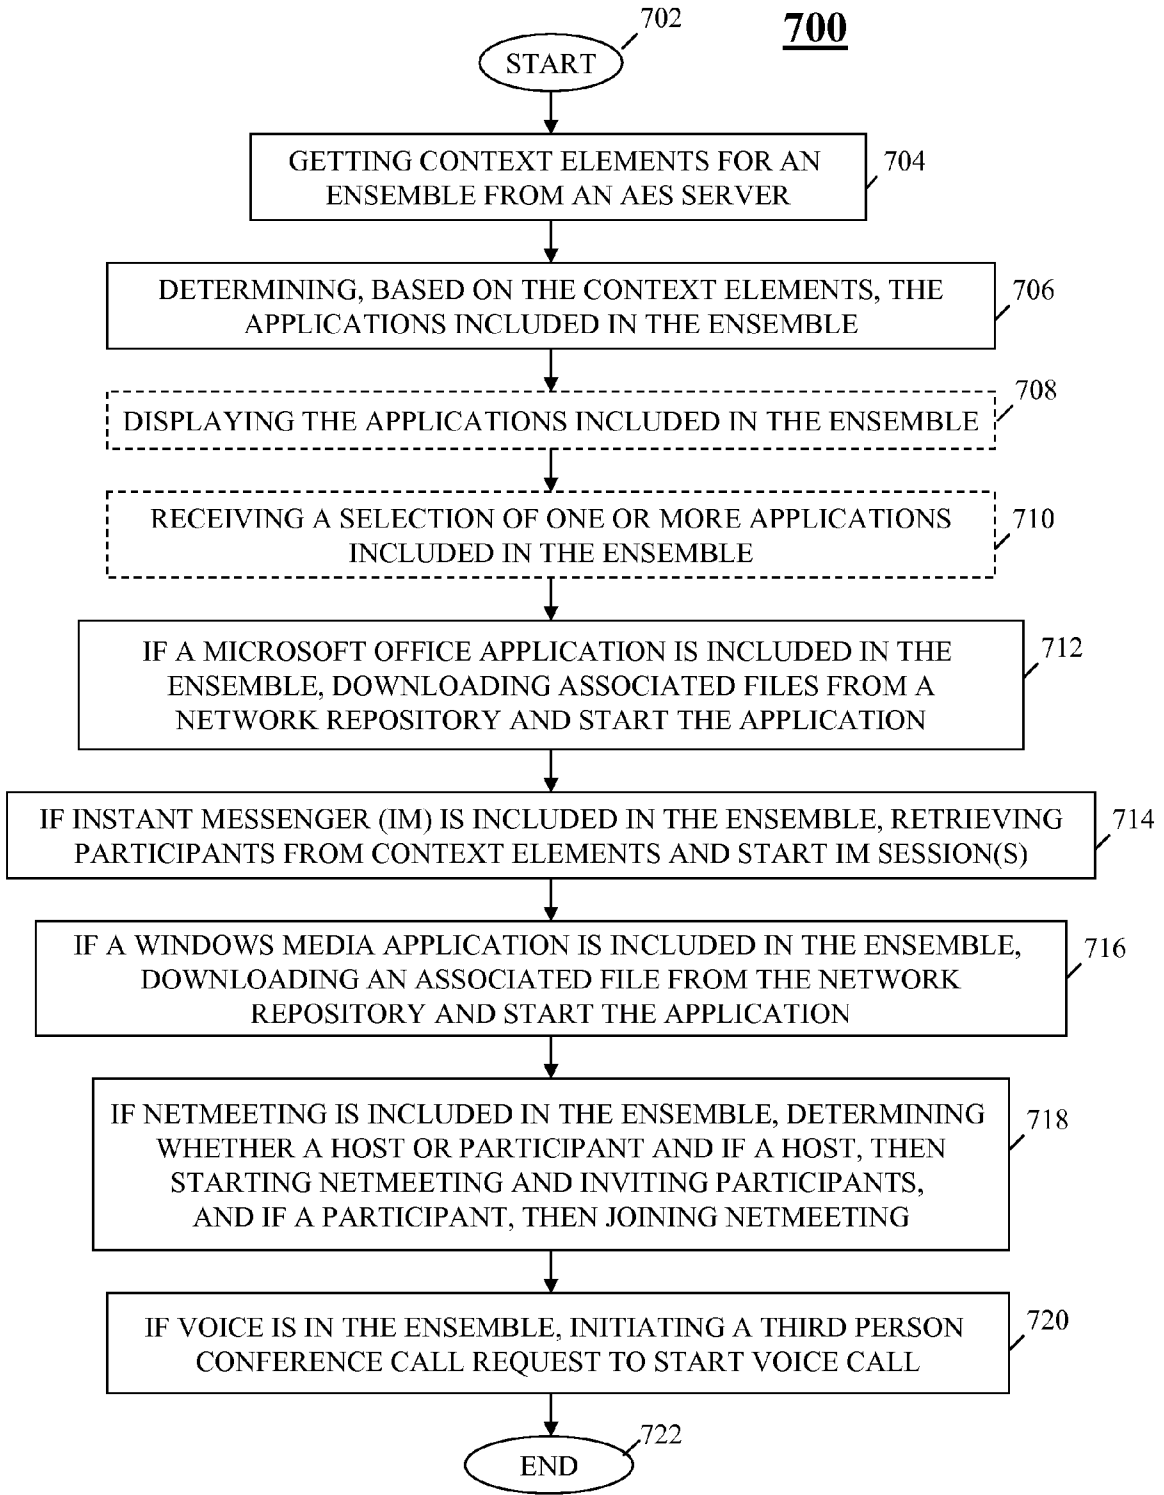 700
702
START
GETTING CONTEXT ELEMENTS FOR AN
ENSEMBLE FROM AN AES SERVER
704
DETERMINING, BASED ON THE CONTEXT ELEMENTS, THE
APPLICATIONS INCLUDED IN THE ENSEMBLE
706
DISPLAYING THE APPLICATIONS INCLUDED IN THE ENSEMBLE
708
RECEIVING A SELECTION OF ONE OR MORE APPLICATIONS
INCLUDED IN THE ENSEMBLE
710
IF A MICROSOFT OFFICE APPLICATION IS INCLUDED IN THE
ENSEMBLE, DOWNLOADING ASSOCIATED FILES FROM A
NETWORK REPOSITORY AND START THE APPLICATION
712
IF INSTANT MESSENGER (IM) IS INCLUDED IN THE ENSEMBLE, RETRIEVING
PARTICIPANTS FROM CONTEXT ELEMENTS AND START IM SESSION(S)
714
IF A WINDOWS MEDIA APPLICATION IS INCLUDED IN THE ENSEMBLE,
DOWNLOADING AN ASSOCIATED FILE FROM THE NETWORK
REPOSITORY AND START THE APPLICATION
716
IF NETMEETING IS INCLUDED IN THE ENSEMBLE, DETERMINING
WHETHER A HOST OR PARTICIPANT AND IF A HOST, THEN
STARTING NETMEETING AND INVITING PARTICIPANTS,
AND IF A PARTICIPANT, THEN JOINING NETMEETING
718
IF VOICE IS IN THE ENSEMBLE, INITIATING A THIRD PERSON
CONFERENCE CALL REQUEST TO START VOICE CALL
720
END
722